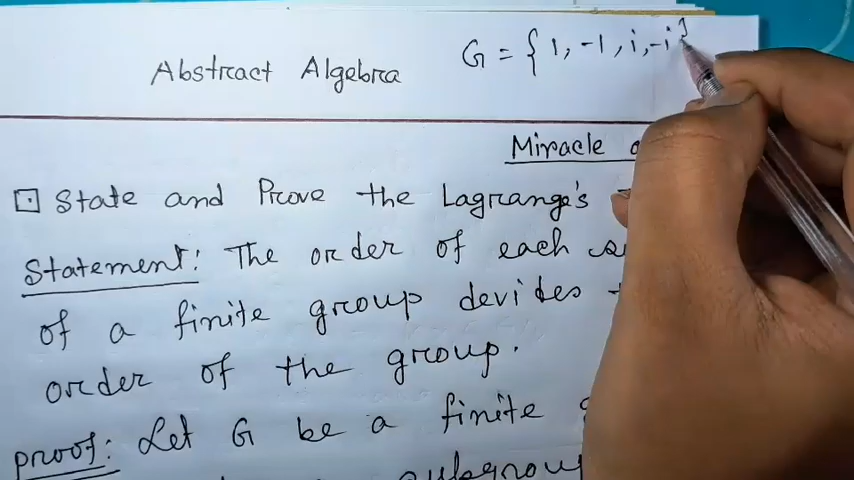 G = { 1, -1, i, -i }
Abstract Algebra
Miracle
State and Prove the Lagrange's
Statement: The order of each
of a finite group devides
order of the group.
proof: Let G be a finite